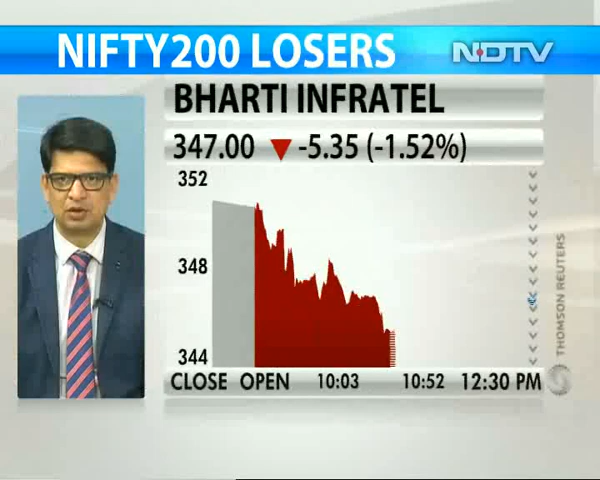 NIFTY200 LOSERS
NDTV
BHARTI INFRATEL
347.00 ▼ -5.35 (-1.52%)
352
348
344
CLOSE OPEN 10:03 10:52 12:30 PM
THOMSON REUTERS